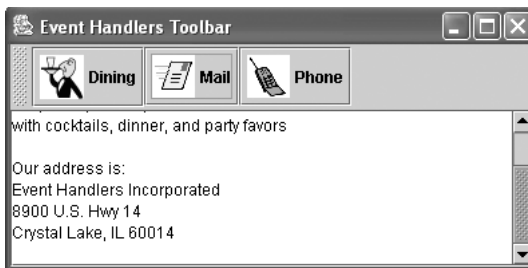 Event Handlers Toolbar
Dining Mail Phone
with cocktails, dinner, and party favors
Our address is:
Event Handlers Incorporated
8900 U.S. Hwy 14
Crystal Lake, IL 60014